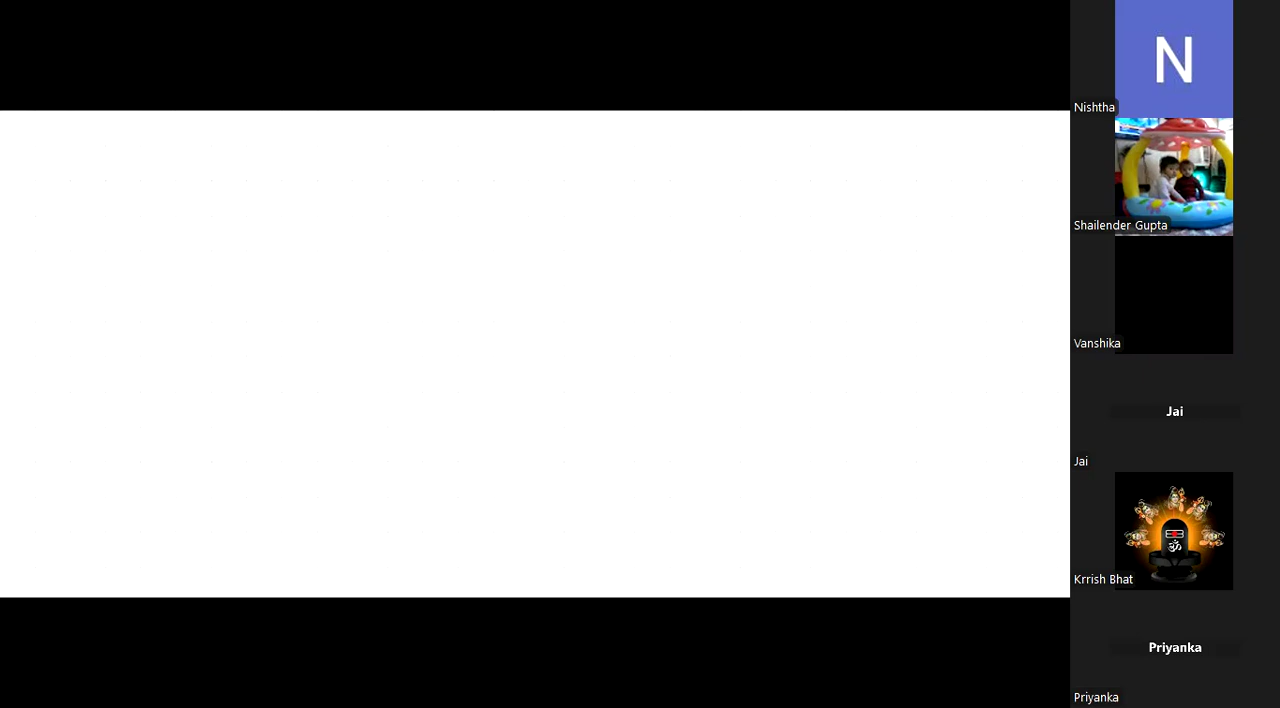 N
Nishtha
Shailender Gupta
Vanshika
Jai
Jai
ॐ
Krrish Bhat
Priyanka
Priyanka